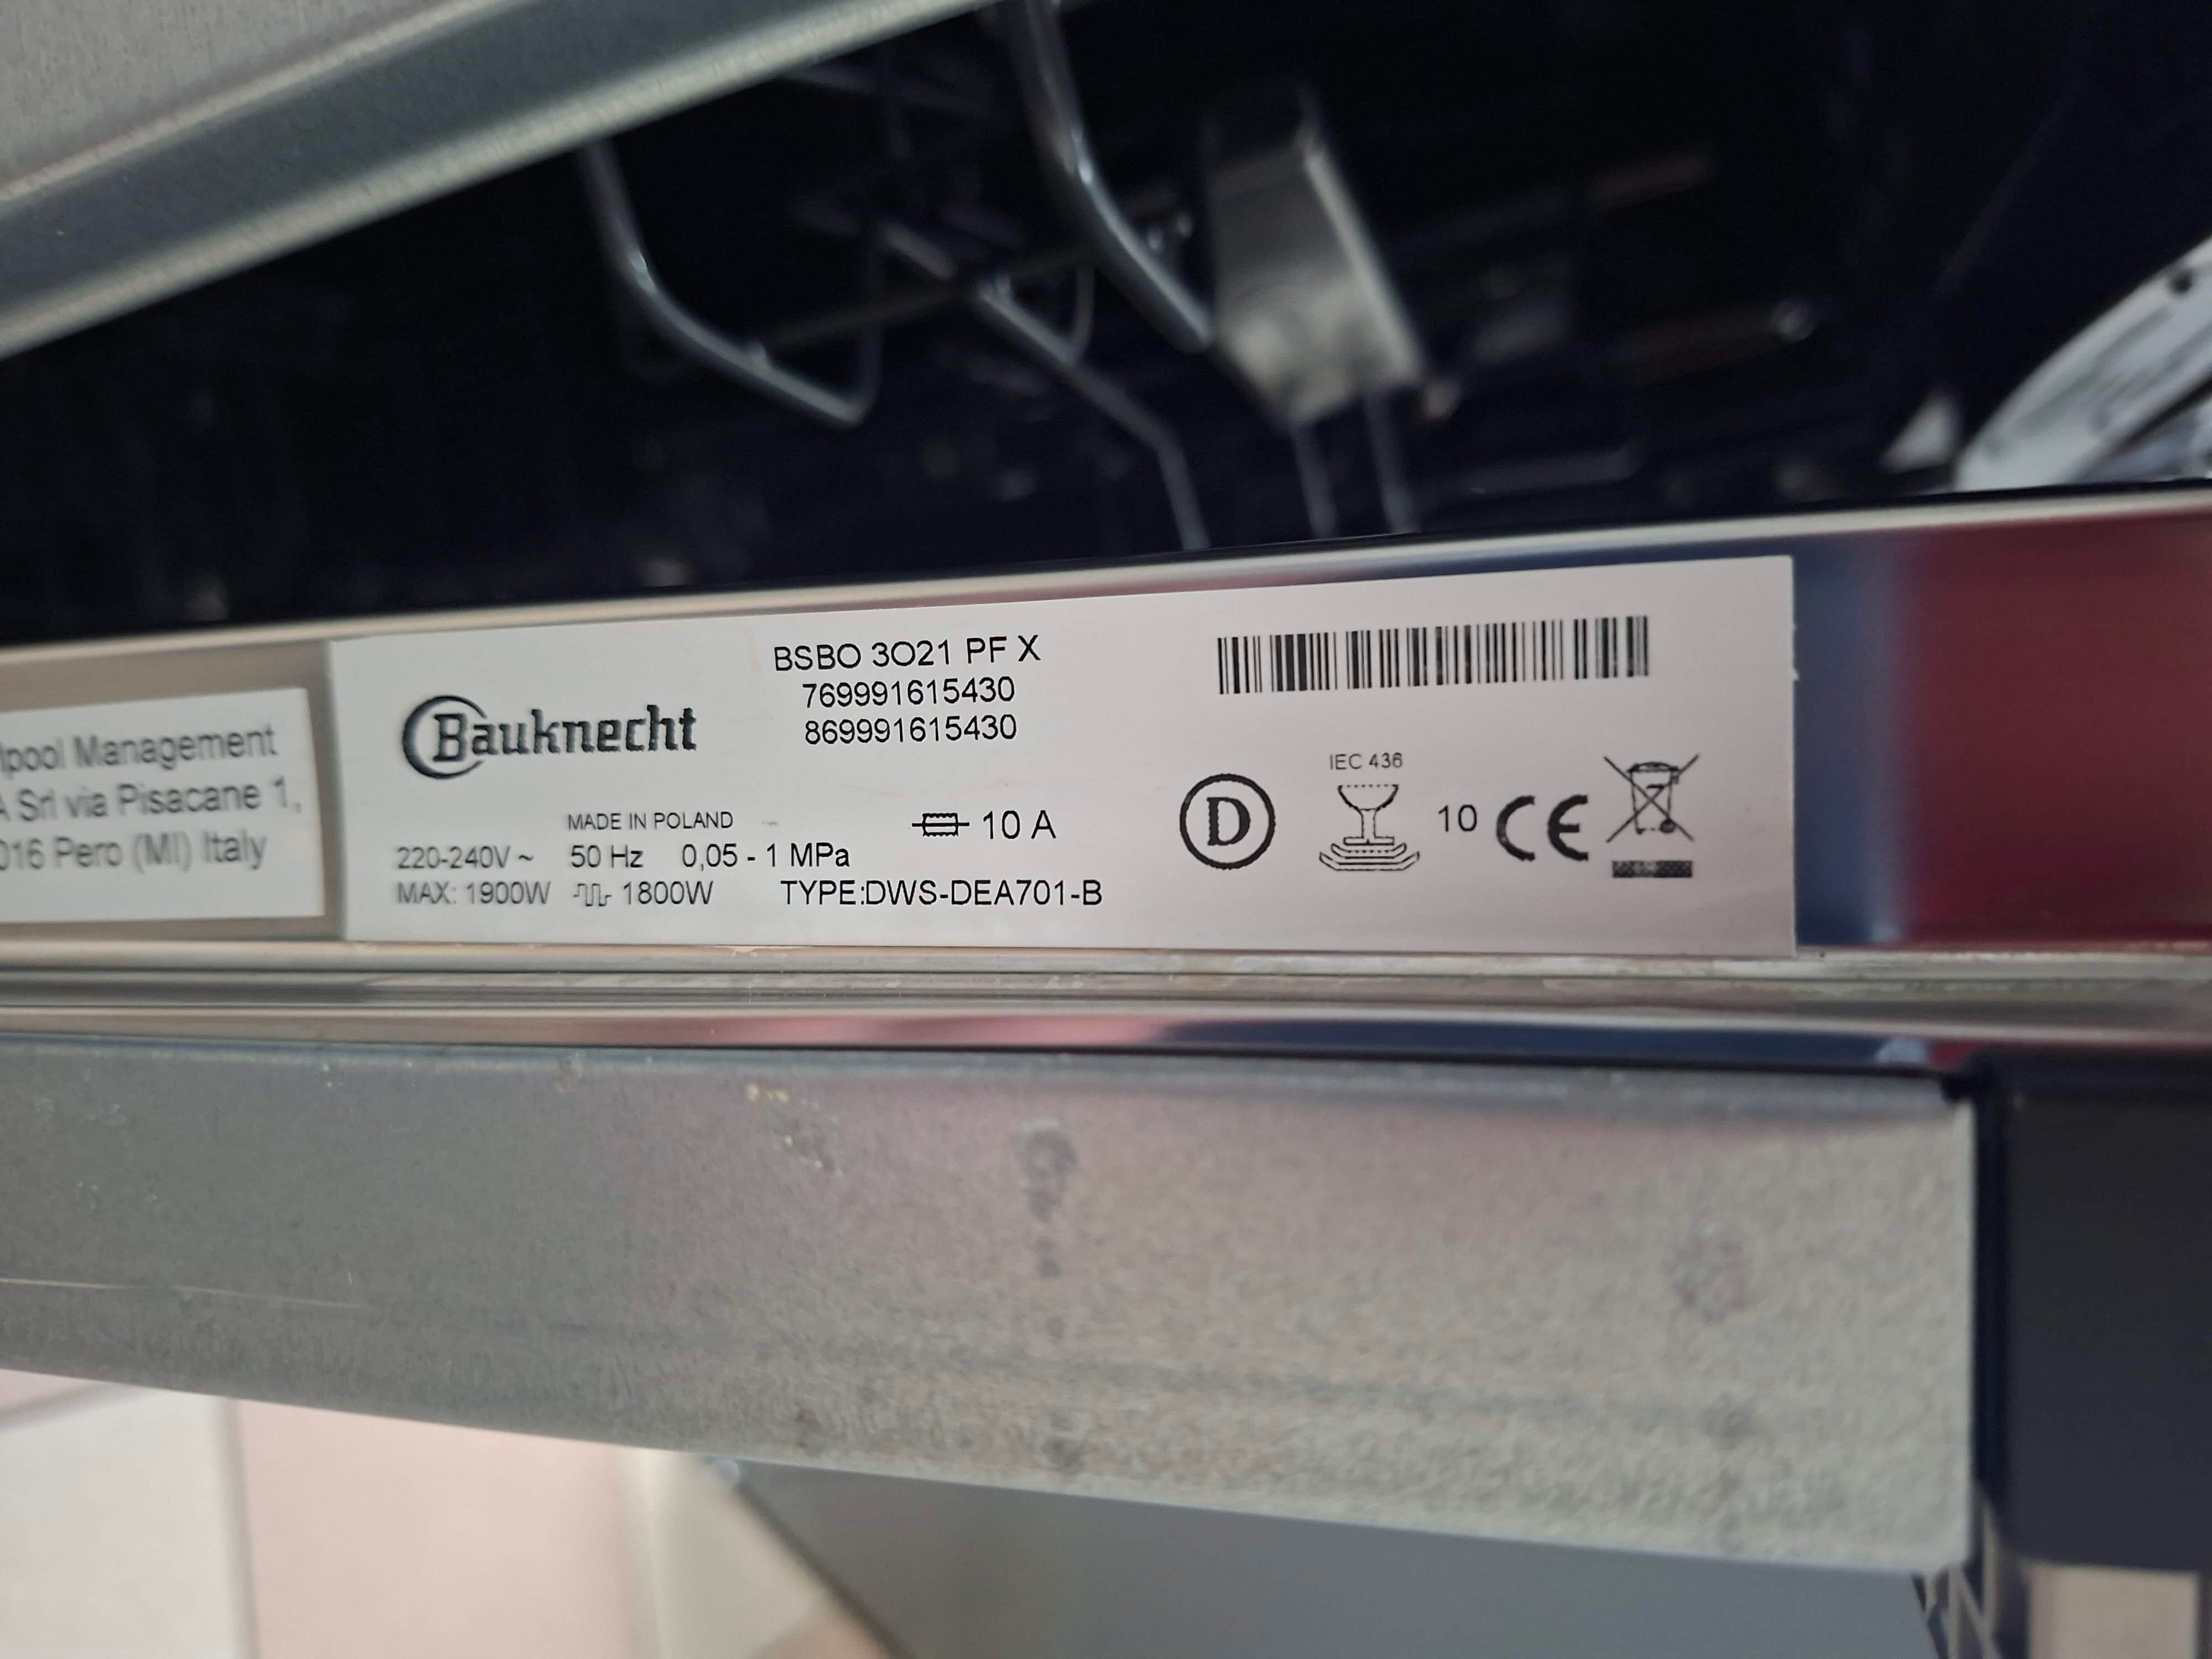 lpool Management
A Srl via Pisacane 1,
016 Pero (MI) Italy
Bauknecht
BSBO 3O21 PF X
769991615430
869991615430
MADE IN POLAND
10 A
220-240V ~ 50 Hz 0,05 - 1 MPa
MAX: 1900W 1800W TYPE:DWS-DEA701-B
D
IEC 436
10 CE